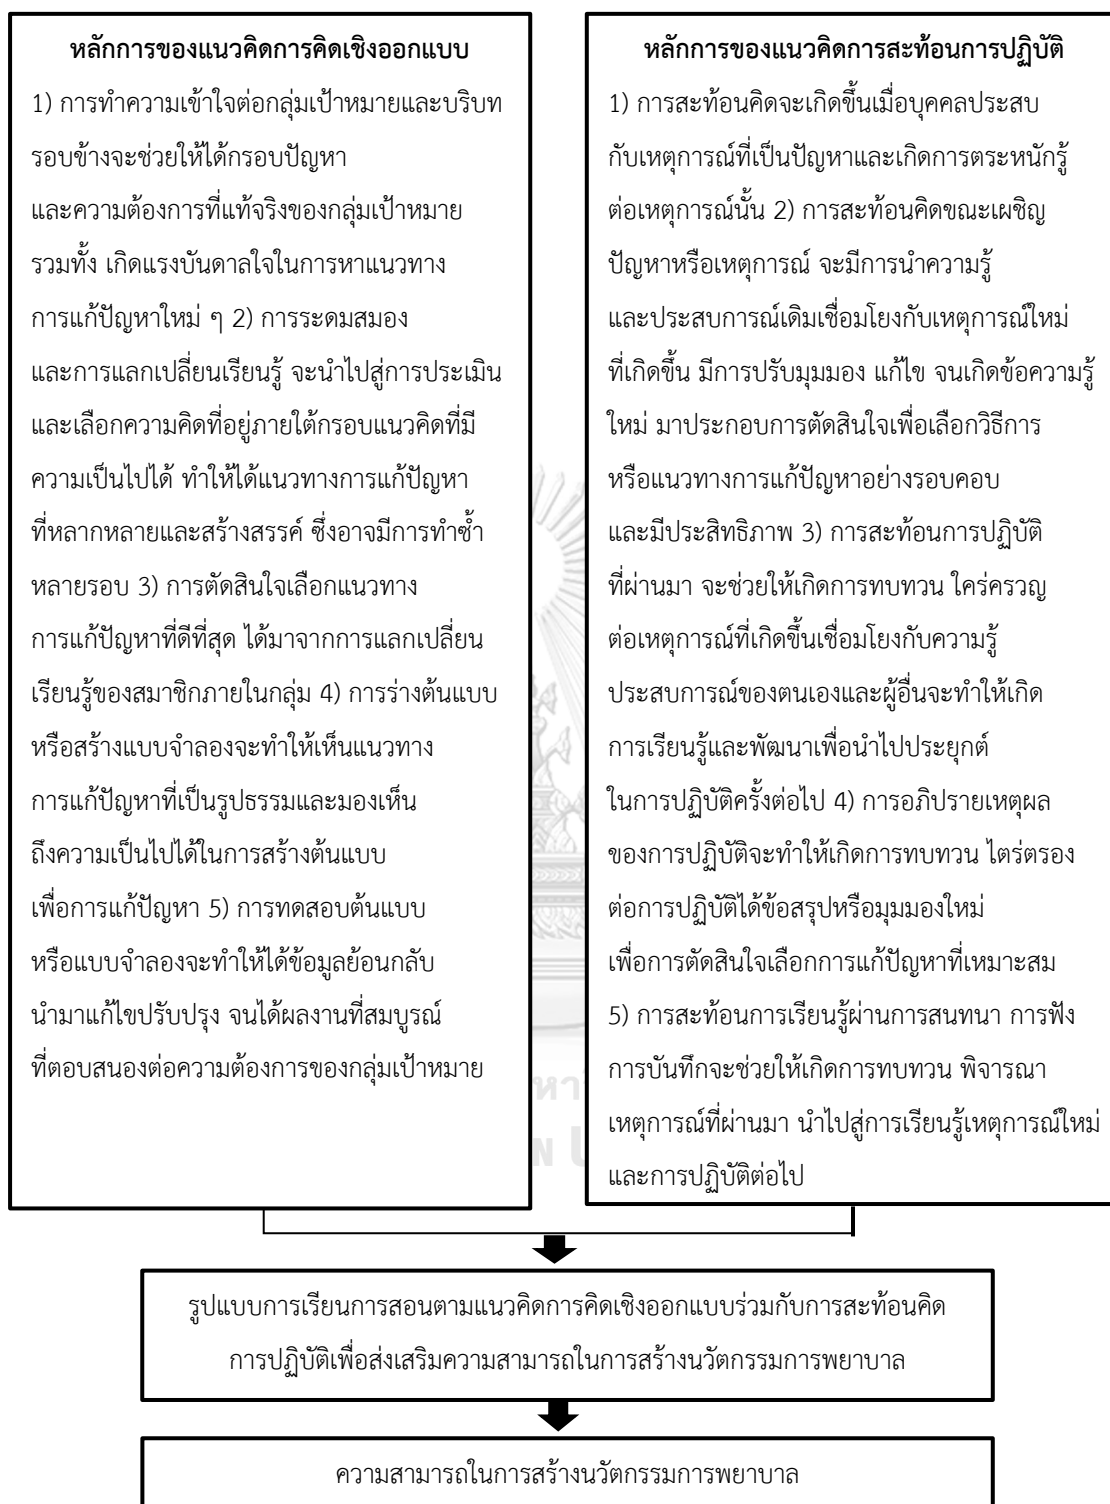 หลักการของแนวคิดการคิดเชิงออกแบบ
1) การทำความเข้าใจต่อกลุ่มเป้าหมายและบริบท
รอบข้างจะช่วยให้ได้กรอบปัญหา
และความต้องการที่แท้จริงของกลุ่มเป้าหมาย
รวมทั้ง เกิดแรงบันดาลใจในการหาแนวทาง
การแก้ปัญหาใหม่ ๆ 2) การระดมสมอง
และการแลกเปลี่ยนเรียนรู้ จะนำไปสู่การประเมิน
และเลือกความคิดที่อยู่ภายใต้กรอบแนวคิดที่มี
ความเป็นไปได้ ทำให้ได้แนวทางการแก้ปัญหา
ที่หลากหลายและสร้างสรรค์ ซึ่งอาจมีการทำซ้ำ
หลายรอบ 3) การตัดสินใจเลือกแนวทาง
การแก้ปัญหาที่ดีที่สุด ได้มาจากการแลกเปลี่ยน
เรียนรู้ของสมาชิกภายในกลุ่ม 4) การร่างต้นแบบ
หรือสร้างแบบจำลองจะทำให้เห็นแนวทาง
การแก้ปัญหาที่เป็นรูปธรรมและมองเห็น
ถึงความเป็นไปได้ในการสร้างต้นแบบ
เพื่อการแก้ปัญหา 5) การทดสอบต้นแบบ
หรือแบบจำลองจะทำให้ได้ข้อมูลย้อนกลับ
นำมาแก้ไขปรับปรุง จนได้ผลงานที่สมบูรณ์
ที่ตอบสนองต่อความต้องการของกลุ่มเป้าหมาย
หลักการของแนวคิดการสะท้อนการปฏิบัติ
1) การสะท้อนคิดจะเกิดขึ้นเมื่อบุคคลประสบ
กับเหตุการณ์ที่เป็นปัญหาและเกิดการตระหนักรู้
ต่อเหตุการณ์นั้น 2) การสะท้อนคิดขณะเผชิญ
ปัญหาหรือเหตุการณ์ จะมีการนำความรู้
และประสบการณ์เดิมเชื่อมโยงกับเหตุการณ์ใหม่
ที่เกิดขึ้น มีการปรับมุมมอง แก้ไข จนเกิดข้อความรู้
ใหม่ มาประกอบการตัดสินใจเพื่อเลือกวิธีการ
หรือแนวทางการแก้ปัญหาอย่างรอบคอบ
และมีประสิทธิภาพ 3) การสะท้อนการปฏิบัติ
ที่ผ่านมา จะช่วยให้เกิดการทบทวน ใคร่ครวญ
ต่อเหตุการณ์ที่เกิดขึ้นเชื่อมโยงกับความรู้
ประสบการณ์ของตนเองและผู้อื่นจะทำให้เกิด
การเรียนรู้และพัฒนาเพื่อนำไปประยุกต์
ในการปฏิบัติครั้งต่อไป 4) การอภิปรายเหตุผล
ของการปฏิบัติจะทำให้เกิดการทบทวน ไตร่ตรอง
ต่อการปฏิบัติได้ข้อสรุปหรือมุมมองใหม่
เพื่อการตัดสินใจเลือกการแก้ปัญหาที่เหมาะสม
5) การสะท้อนการเรียนรู้ผ่านการสนทนา การฟัง
การบันทึกจะช่วยให้เกิดการทบทวน พิจารณา
เหตุการณ์ที่ผ่านมา นำไปสู่การเรียนรู้เหตุการณ์ใหม่
และการปฏิบัติต่อไป
รูปแบบการเรียนการสอนตามแนวคิดการคิดเชิงออกแบบร่วมกับการสะท้อนคิด
การปฏิบัติเพื่อส่งเสริมความสามารถในการสร้างนวัตกรรมการพยาบาล
ความสามารถในการสร้างนวัตกรรมการพยาบาล